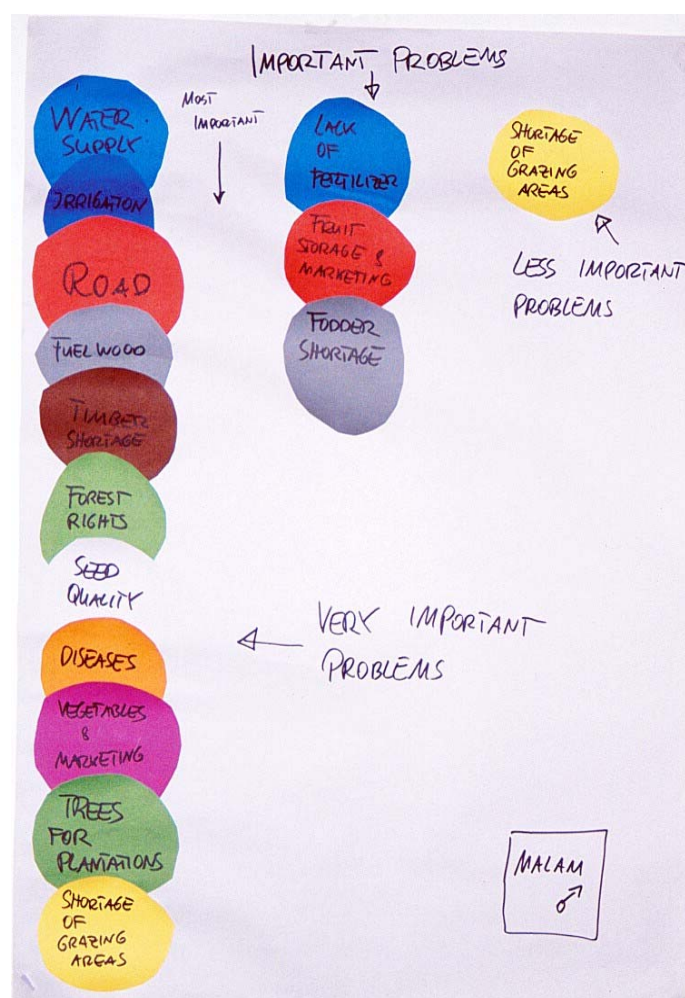 IMPORTANT PROBLEMS
MOST
IMPORTANT
WATER
SUPPLY
IRRIGATION
ROAD
FUELWOOD
TIMBER
SHORTAGE
FOREST
RIGHTS
SEED
QUALITY
DISEASES
VEGETABLES
&
MARKETING
TREES
FOR
PLANTATIONS
SHORTAGE
OF
GRAZING
AREAS
LACK
OF
FERTILIZER
FRUIT
STORAGE &
MARKETING
FODDER
SHORTAGE
SHORTAGE
OF
GRAZING
AREAS
LESS IMPORTANT
PROBLEMS
VERY IMPORTANT
PROBLEMS
MALAM
♂